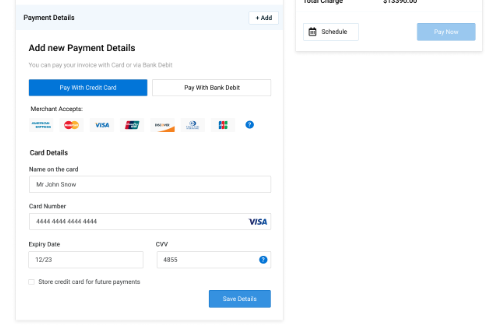 Payment Details
+ Add
Add new Payment Details
You can pay your Invoice with Card or via Bank Debit
Pay With Credit Card
Pay With Bank Debit
Merchant Accepts:
VISA
Card Details
Name on the card
Mr John Snow
Card Number
4444 4444 4444 4444
VISA
Expiry Date
CVV
12/23
4855
?
Store credit card for future payments
Save Details
Total Charge
$13390.00
Schedule
Pay Now